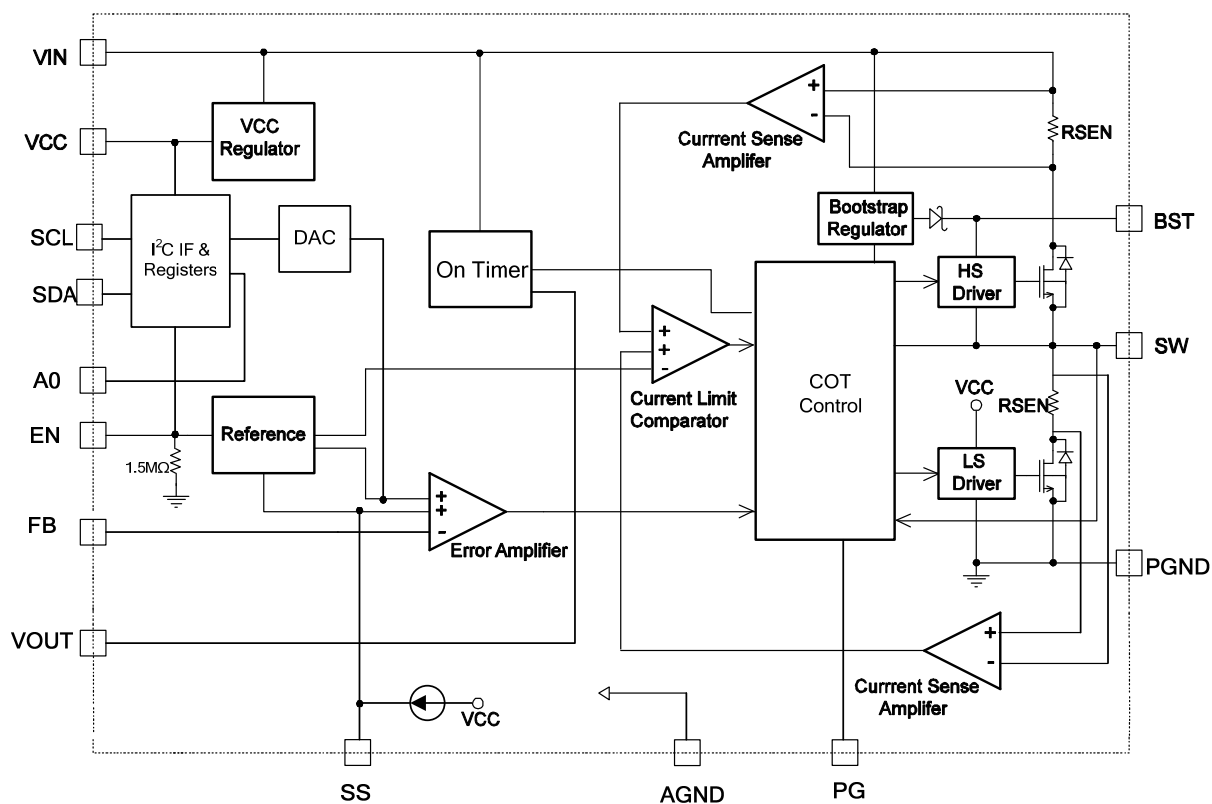 VIN
VCC
Regulator
VCC
+
-
Currrent Sense
Amplifer
RSEN
Bootstrap
Regulator
BST
SCL
I²C IF &
Registers
DAC
On Timer
SDA
HS
Driver
+
+
-
SW
A0
Current Limit
Comparator
COT
Control
VCC
RSEN
EN
Reference
1.5MΩ
LS
Driver
+
+
-
FB
Error Amplifier
PGND
VOUT
+
-
Currrent Sense
Amplifer
VCC
SS
AGND
PG